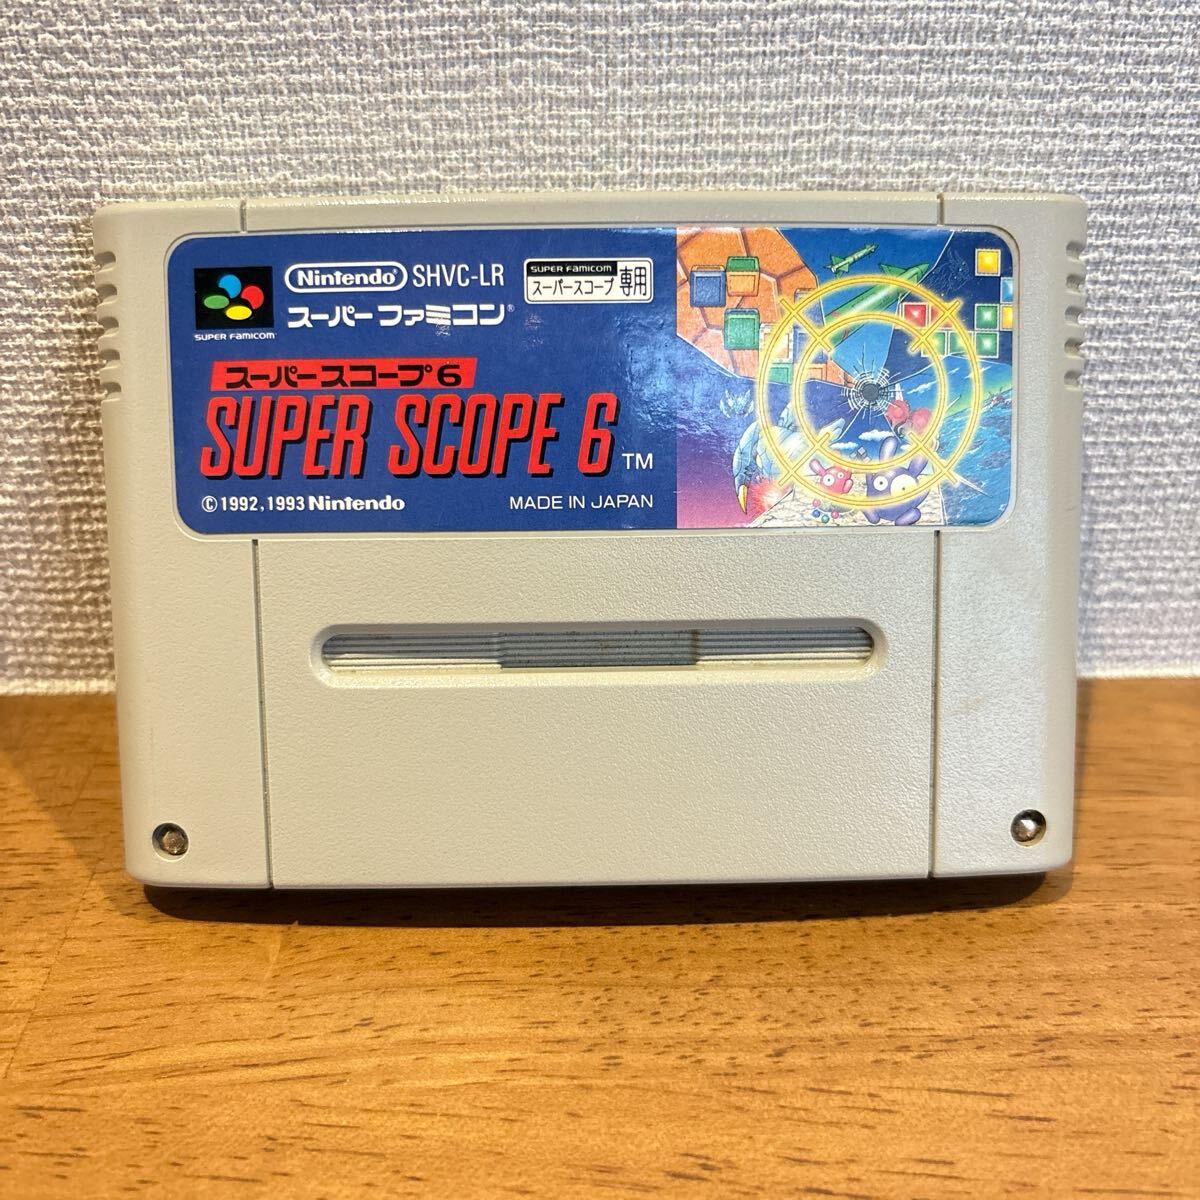 Nintendo SHVC-LR
SUPER FAMICOM
スーパースコープ 専用
スーパーファミコン®
SUPER FAMICOM
スーパースコープ6
SUPER SCOPE 6 TM
© 1992, 1993 Nintendo
MADE IN JAPAN